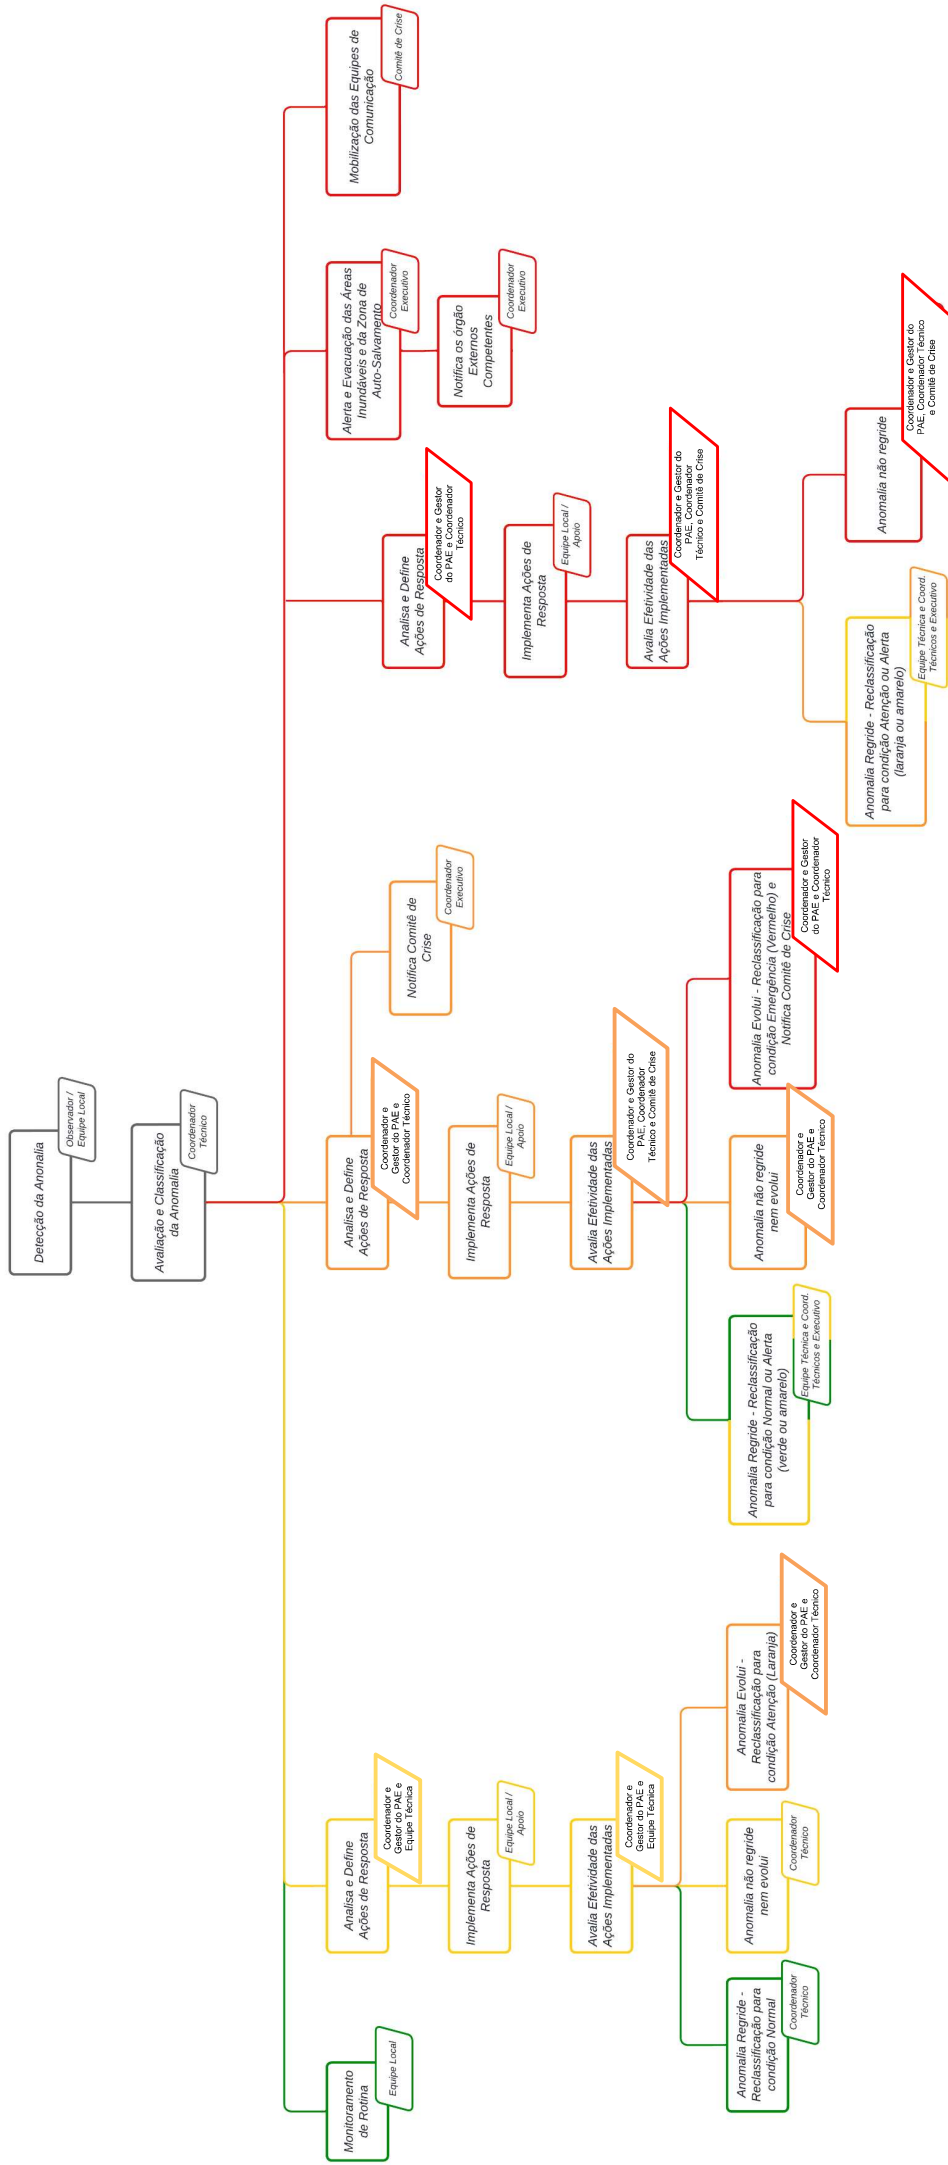 Detecção da Anonalia
Observador /
Equipe Local
Avaliação e Classificação
da Anomalia
Coordenador
Técnico
Monitoramento
de Rotina
Equipe Local
Analisa e Define
Ações de Resposta
Coordenador e
Gestor do PAE e
Equipe Técnica
Implementa Ações de
Resposta
Equipe Local /
Apoio
Avalia Efetividade das
Ações Implementadas
Coordenador e
Gestor do PAE e
Equipe Técnica
Anomalia Regride -
Reclassificação para
condição Normal
Coordenador
Técnico
Anomalia não regride
nem evolui
Coordenador
Técnico
Anomalia Evolui -
Reclassificação para
condição Atenção (Laranja)
Coordenador e
Gestor do PAE e
Coordenador Técnico
Analisa e Define
Ações de Resposta
Coordenador e
Gestor do PAE e
Coordenador Técnico
Notifica Comitê de
Crise
Coordenador
Executivo
Implementa Ações de
Resposta
Equipe Local /
Apoio
Avalia Efetividade das
Ações Implementadas
Coordenador e Gestor do
PAE, Coordenador
Técnico e Comitê de Crise
Anomalia Regride - Reclassificação
para condição Normal ou Alerta
(verde ou amarelo)
Equipe Técnica e Coord.
Técnicos e Executivo
Anomalia não regride
nem evolui
Coordenador e
Gestor do PAE e
Coordenador Técnico
Anomalia Evolui - Reclassificação para
condição Emergência (Vermelho) e
Notifica Comitê de Crise
Coordenador e Gestor
do PAE e Coordenador
Técnico
Analisa e Define
Ações de Resposta
Coordenador e Gestor
do PAE e Coordenador
Técnico
Implementa Ações de
Resposta
Equipe Local /
Apoio
Avalia Efetividade das
Ações Implementadas
Coordenador e Gestor do
PAE, Coordenador
Técnico e Comitê de Crise
Anomalia Regride - Reclassificação
para condição Atenção ou Alerta
(laranja ou amarelo)
Equipe Técnica e Coord.
Técnicos e Executivo
Anomalia não regride
Coordenador e Gestor do
PAE, Coordenador Técnico
e Comitê de Crise
Alerta e Evacuação das Áreas
Inundáveis e da Zona de
Auto-Salvamento
Coordenador
Executivo
Notifica os órgão
Externos
Competentes
Coordenador
Executivo
Mobilização das Equipes de
Comunicação
Comitê de Crise